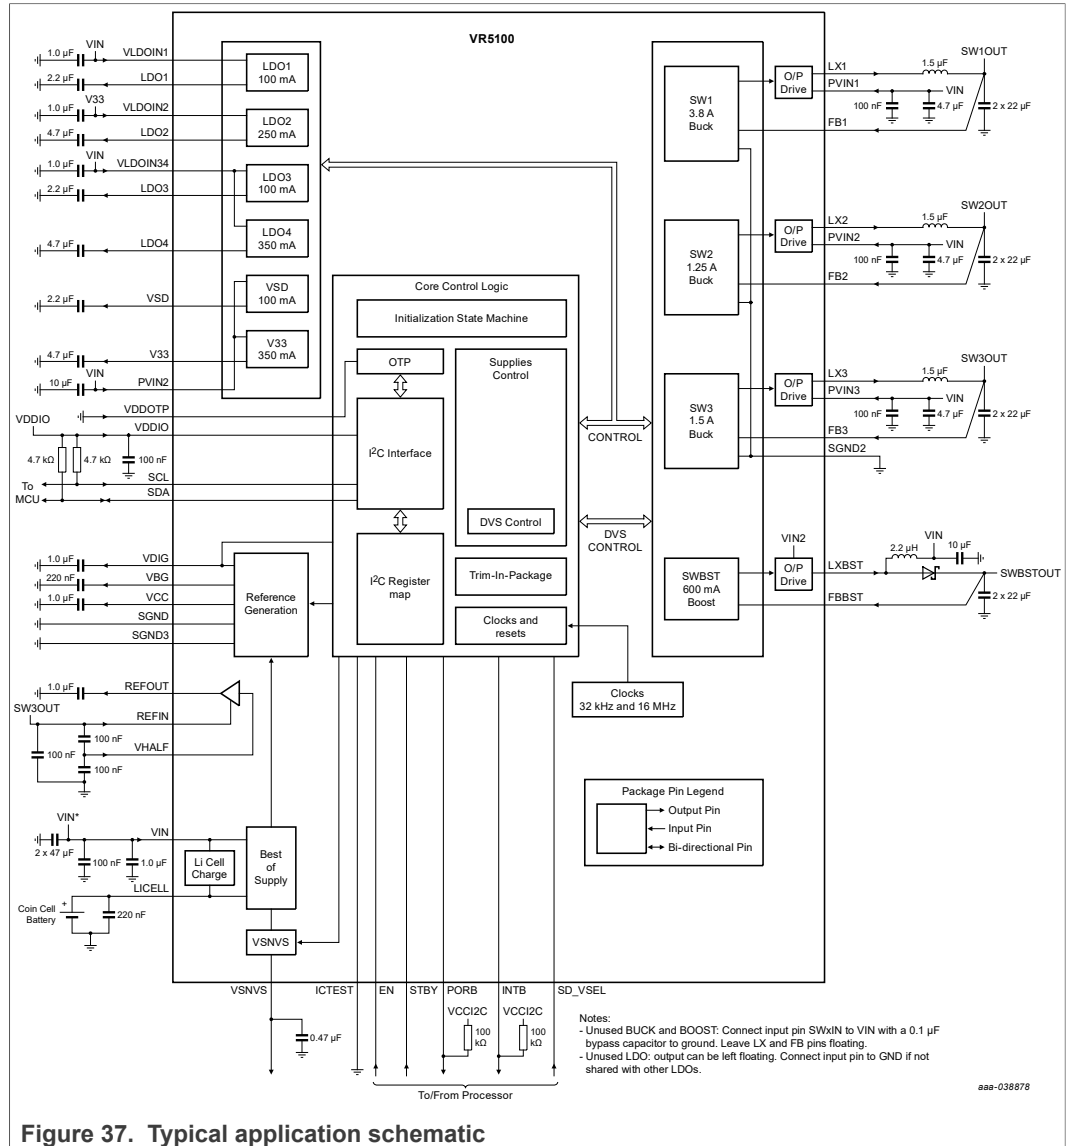 VR5100
1.0 µF
VIN
VLDOIN1
2.2 µF
LDO1
LDO1
100 mA
1.0 µF
V33
VLDOIN2
4.7 µF
LDO2
LDO2
250 mA
1.0 µF
VIN
VLDOIN34
2.2 µF
LDO3
LDO3
100 mA
4.7 µF
LDO4
LDO4
350 mA
2.2 µF
VSD
VSD
100 mA
4.7 µF
V33
V33
350 mA
10 µF
VIN
PVIN2
VDDOTP
VDDIO
VDDIO
4.7 kΩ
4.7 kΩ
100 nF
SCL
To
MCU
SDA
1.0 µF
VDIG
220 nF
VBG
1.0 µF
VCC
SGND
SGND3
Reference
Generation
1.0 µF
REFOUT
SW3OUT
REFIN
100 nF
100 nF
VHALF
100 nF
VIN*
VIN
2 x 47 µF
100 nF
1.0 µF
Li Cell
Charge
Best
of
Supply
LICELL
Coin Cell
Battery
+
220 nF
VSNVS
Core Control Logic
Initialization State Machine
OTP
Supplies
Control
I2C Interface
DVS Control
I2C Register
map
Trim-In-Package
Clocks and
resets
Clocks
32 kHz and 16 MHz
CONTROL
DVS
CONTROL
SW1
3.8 A
Buck
O/P
Drive
LX1
PVIN1
FB1
1.5 µF
SW1OUT
VIN
100 nF
4.7 µF
2 x 22 µF
SW2
1.25 A
Buck
O/P
Drive
LX2
PVIN2
FB2
1.5 µF
SW2OUT
VIN
100 nF
4.7 µF
2 x 22 µF
SW3
1.5 A
Buck
O/P
Drive
LX3
PVIN3
FB3
SGND2
1.5 µF
SW3OUT
VIN
100 nF
4.7 µF
2 x 22 µF
SWBST
600 mA
Boost
VIN2
O/P
Drive
LXBST
FBBST
2.2 µH
VIN
10 µF
SWBSTOUT
2 x 22 µF
Package Pin Legend
Output Pin
Input Pin
Bi-directional Pin
VSNVS
ICTEST
EN
STBY
PORB
INTB
SD_VSEL
0.47 µF
VCCI2C
100
kΩ
VCCI2C
100
kΩ
To/From Processor
Notes:
- Unused BUCK and BOOST: Connect input pin SWxIN to VIN with a 0.1 µF
bypass capacitor to ground. Leave LX and FB pins floating.
- Unused LDO: output can be left floating. Connect input pin to GND if not
shared with other LDOs.
aaa-038878
Figure 37. Typical application schematic